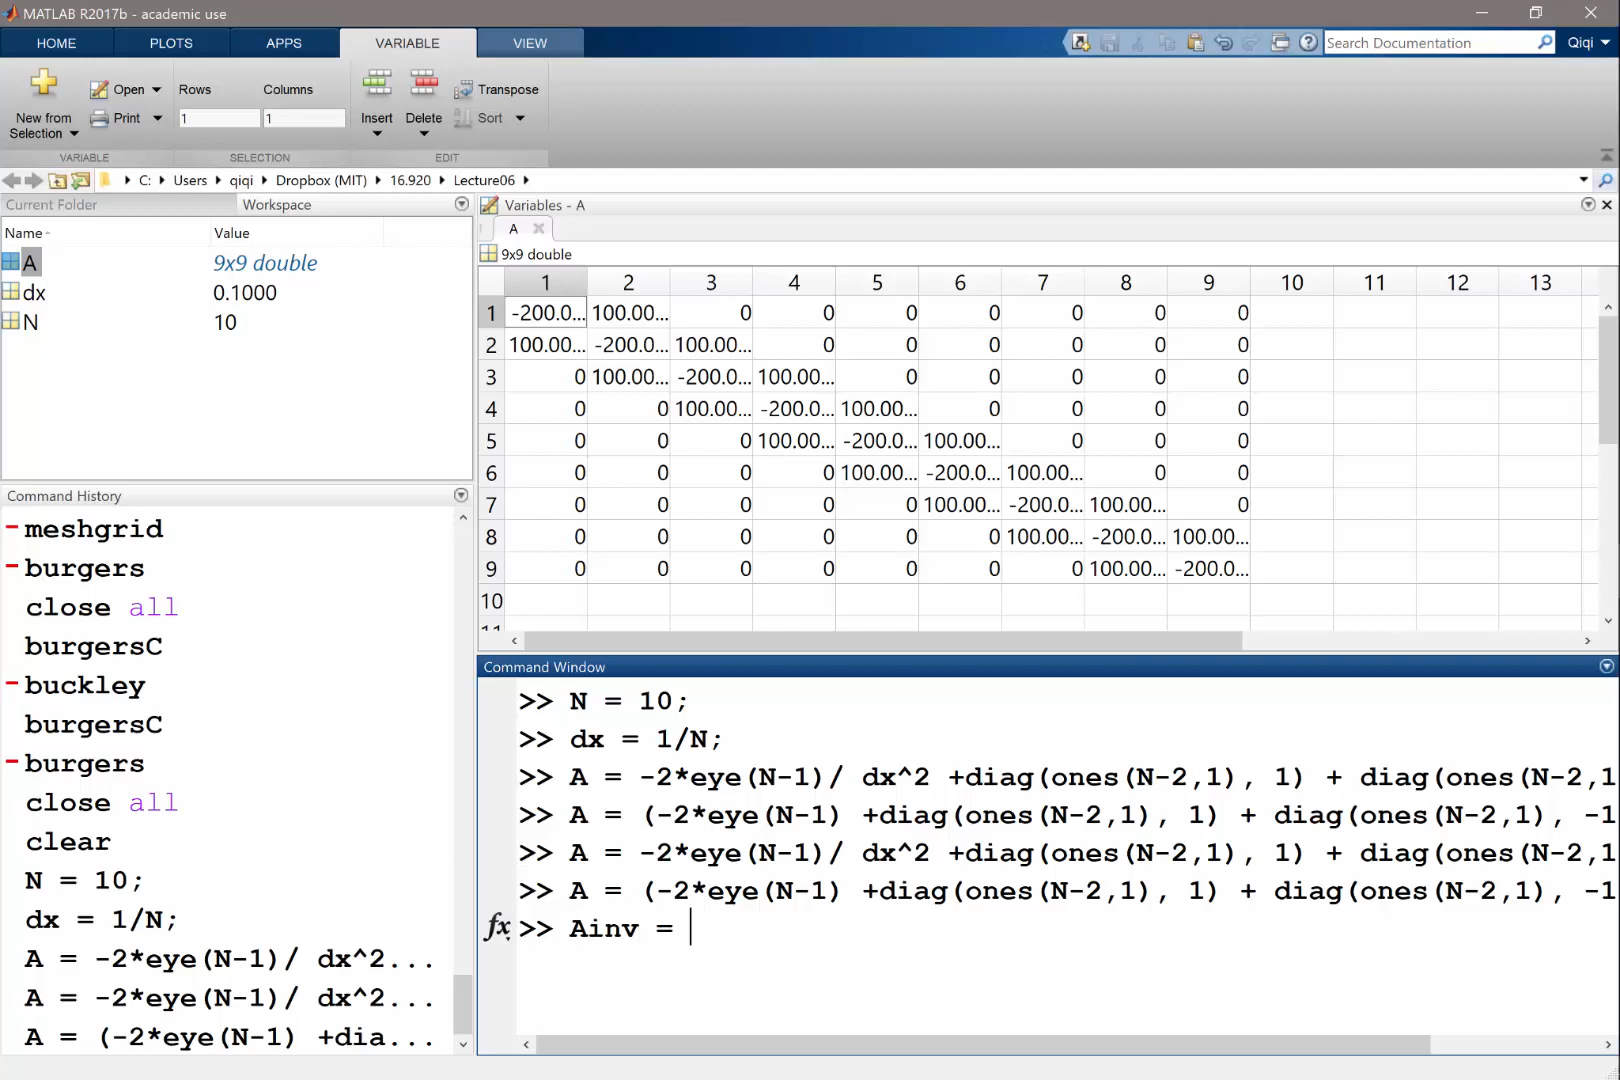 MATLAB R2017b - academic use
HOME PLOTS APPS VARIABLE VIEW Search Documentation Qiqi
New from Selection Open Print Rows Columns 1 1 Insert Delete Transpose Sort
VARIABLE SELECTION EDIT
C: Users qiqi Dropbox (MIT) 16.920 Lecture06
Current Folder Workspace
Name Value
A 9x9 double
dx 0.1000
N 10
Variables - A
A
9x9 double
1 2 3 4 5 6 7 8 9 10 11 12 13
1 -200.0... 100.00... 0 0 0 0 0 0 0
2 100.00... -200.0... 100.00... 0 0 0 0 0 0
3 0 100.00... -200.0... 100.00... 0 0 0 0 0
4 0 0 100.00... -200.0... 100.00... 0 0 0 0
5 0 0 0 100.00... -200.0... 100.00... 0 0 0
6 0 0 0 0 100.00... -200.0... 100.00... 0 0
7 0 0 0 0 0 100.00... -200.0... 100.00... 0
8 0 0 0 0 0 0 100.00... -200.0... 100.00...
9 0 0 0 0 0 0 0 100.00... -200.0...
10
11
Command History
meshgrid
burgers
close all
burgersC
buckley
burgersC
burgers
close all
clear
N = 10;
dx = 1/N;
A = -2*eye(N-1)/ dx^2...
A = -2*eye(N-1)/ dx^2...
A = (-2*eye(N-1) +dia...
Command Window
>> N = 10;
>> dx = 1/N;
>> A = -2*eye(N-1)/ dx^2 +diag(ones(N-2,1), 1) + diag(ones(N-2,1
>> A = (-2*eye(N-1) +diag(ones(N-2,1), 1) + diag(ones(N-2,1), -1
>> A = -2*eye(N-1)/ dx^2 +diag(ones(N-2,1), 1) + diag(ones(N-2,1
>> A = (-2*eye(N-1) +diag(ones(N-2,1), 1) + diag(ones(N-2,1), -1
fx >> Ainv =